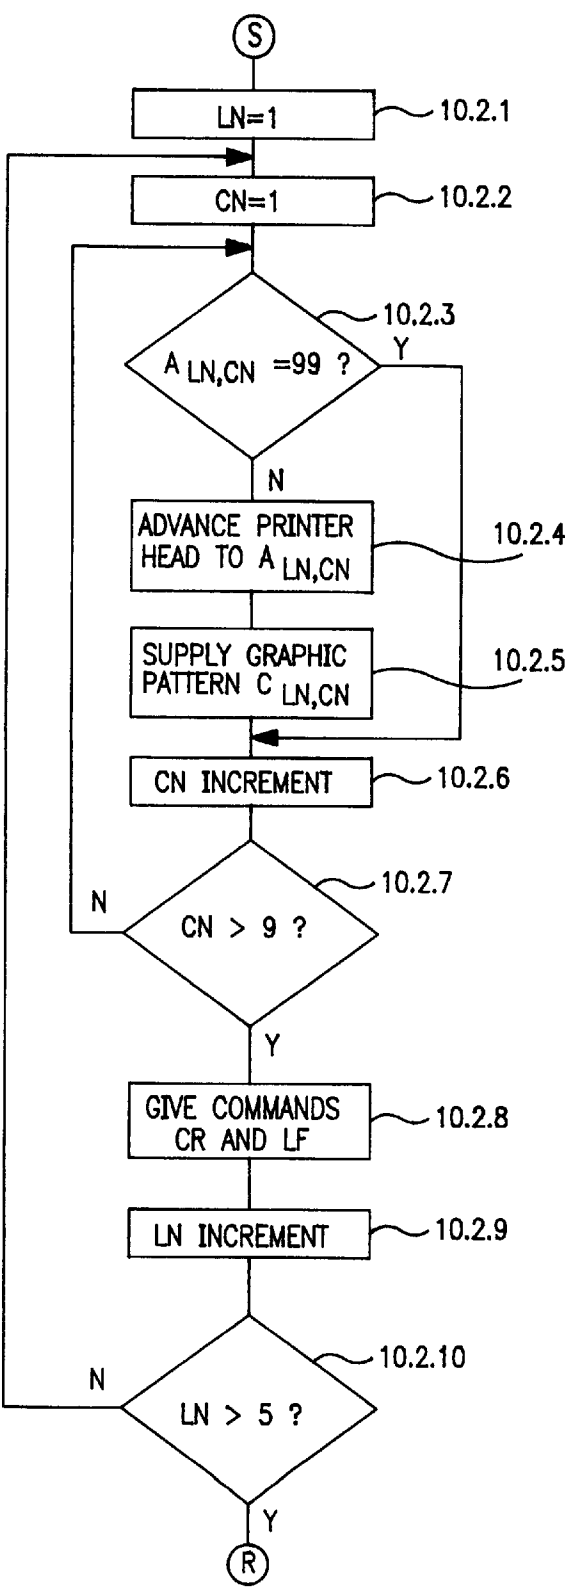 S
LN=1
10.2.1
CN=1
10.2.2
10.2.3
A LN,CN =99 ?
Y
N
ADVANCE PRINTER
HEAD TO A LN,CN
10.2.4
SUPPLY GRAPHIC
PATTERN C LN,CN
10.2.5
CN INCREMENT
10.2.6
10.2.7
N
CN > 9 ?
Y
GIVE COMMANDS
CR AND LF
10.2.8
LN INCREMENT
10.2.9
10.2.10
N
LN > 5 ?
Y
R